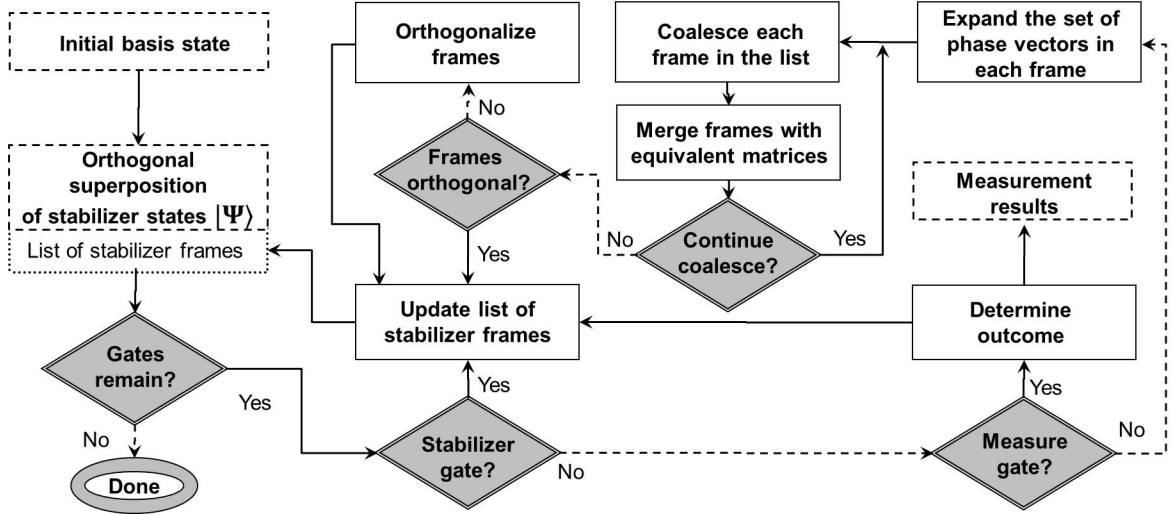 Initial basis state
Orthogonal
superposition
of stabilizer states |Ψ⟩
List of stabilizer frames
Gates
remain?
Yes
No
Done
Orthogonalize
frames
No
Frames
orthogonal?
Yes
Update list of
stabilizer frames
Yes
Stabilizer
gate?
No
Coalesce each
frame in the list
Merge frames with
equivalent matrices
No
Continue
coalesce?
Yes
Expand the set of
phase vectors in
each frame
Measurement
results
Determine
outcome
Yes
Measure
gate?
No